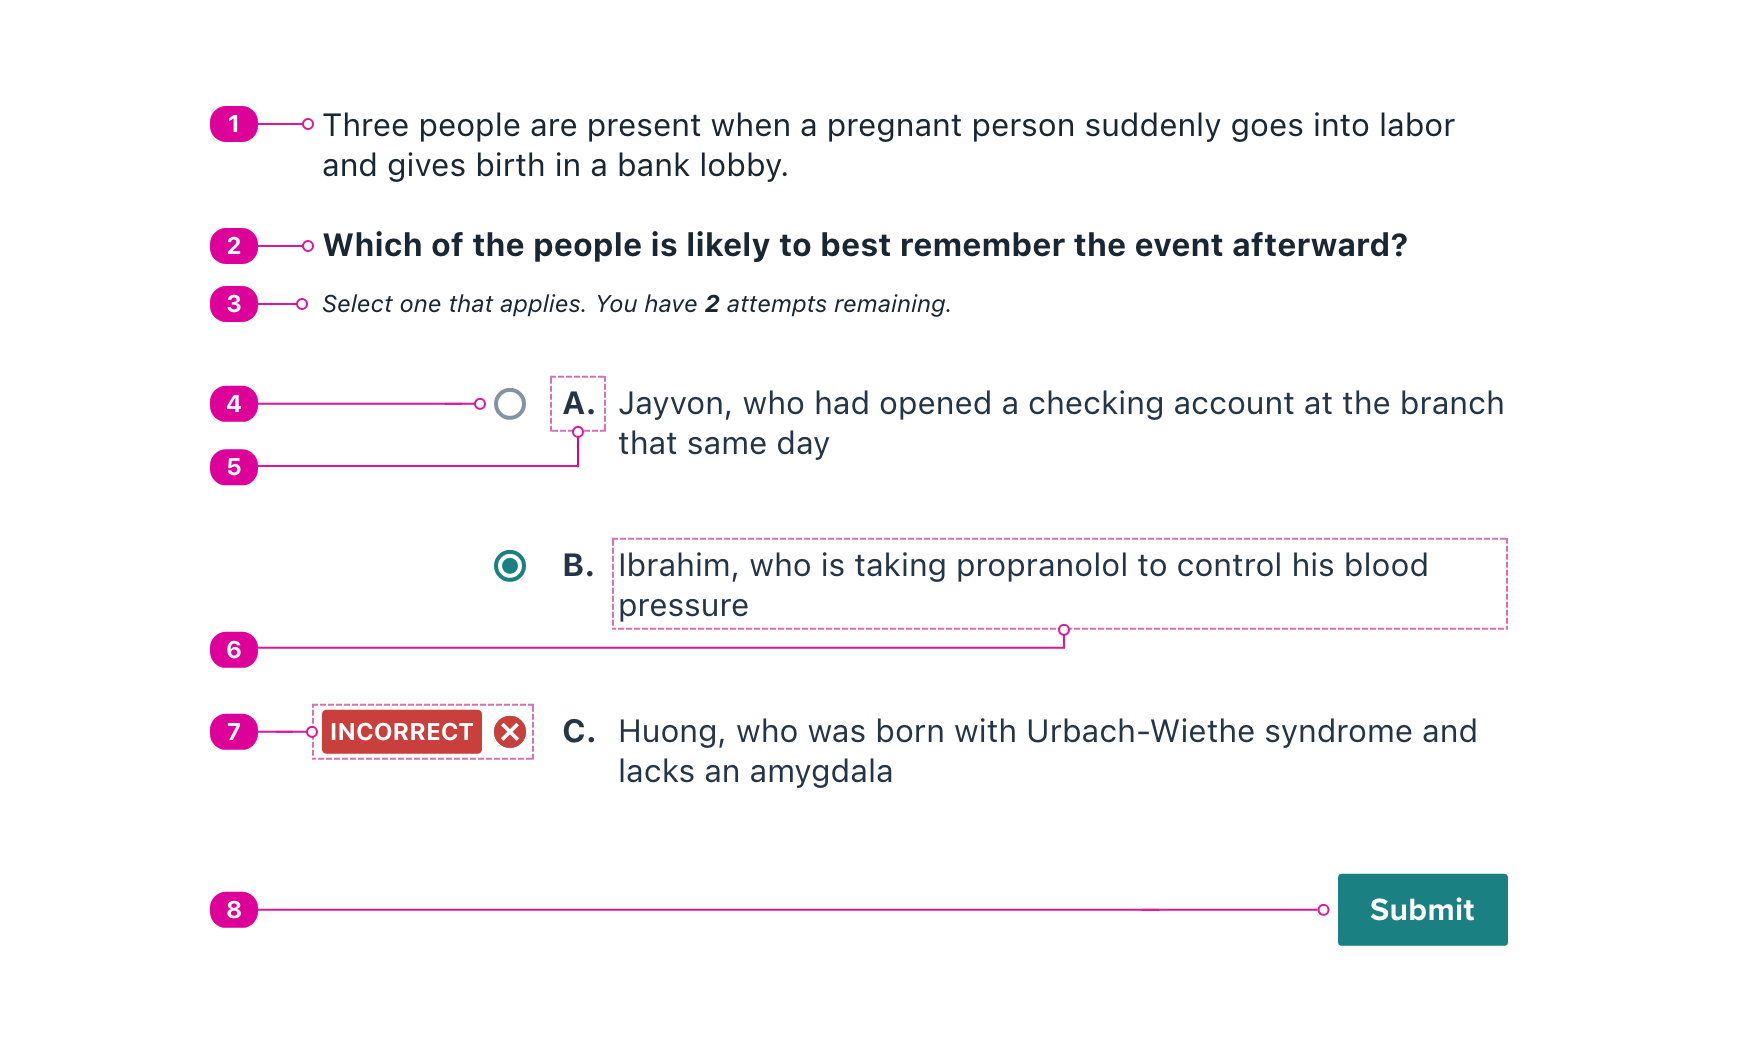 1 Three people are present when a pregnant person suddenly goes into labor
and gives birth in a bank lobby.
2 Which of the people is likely to best remember the event afterward?
3 Select one that applies. You have 2 attempts remaining.
4 A. Jayvon, who had opened a checking account at the branch
that same day
5
B. Ibrahim, who is taking propranolol to control his blood
pressure
6
7 INCORRECT C. Huong, who was born with Urbach-Wiethe syndrome and
lacks an amygdala
8 Submit